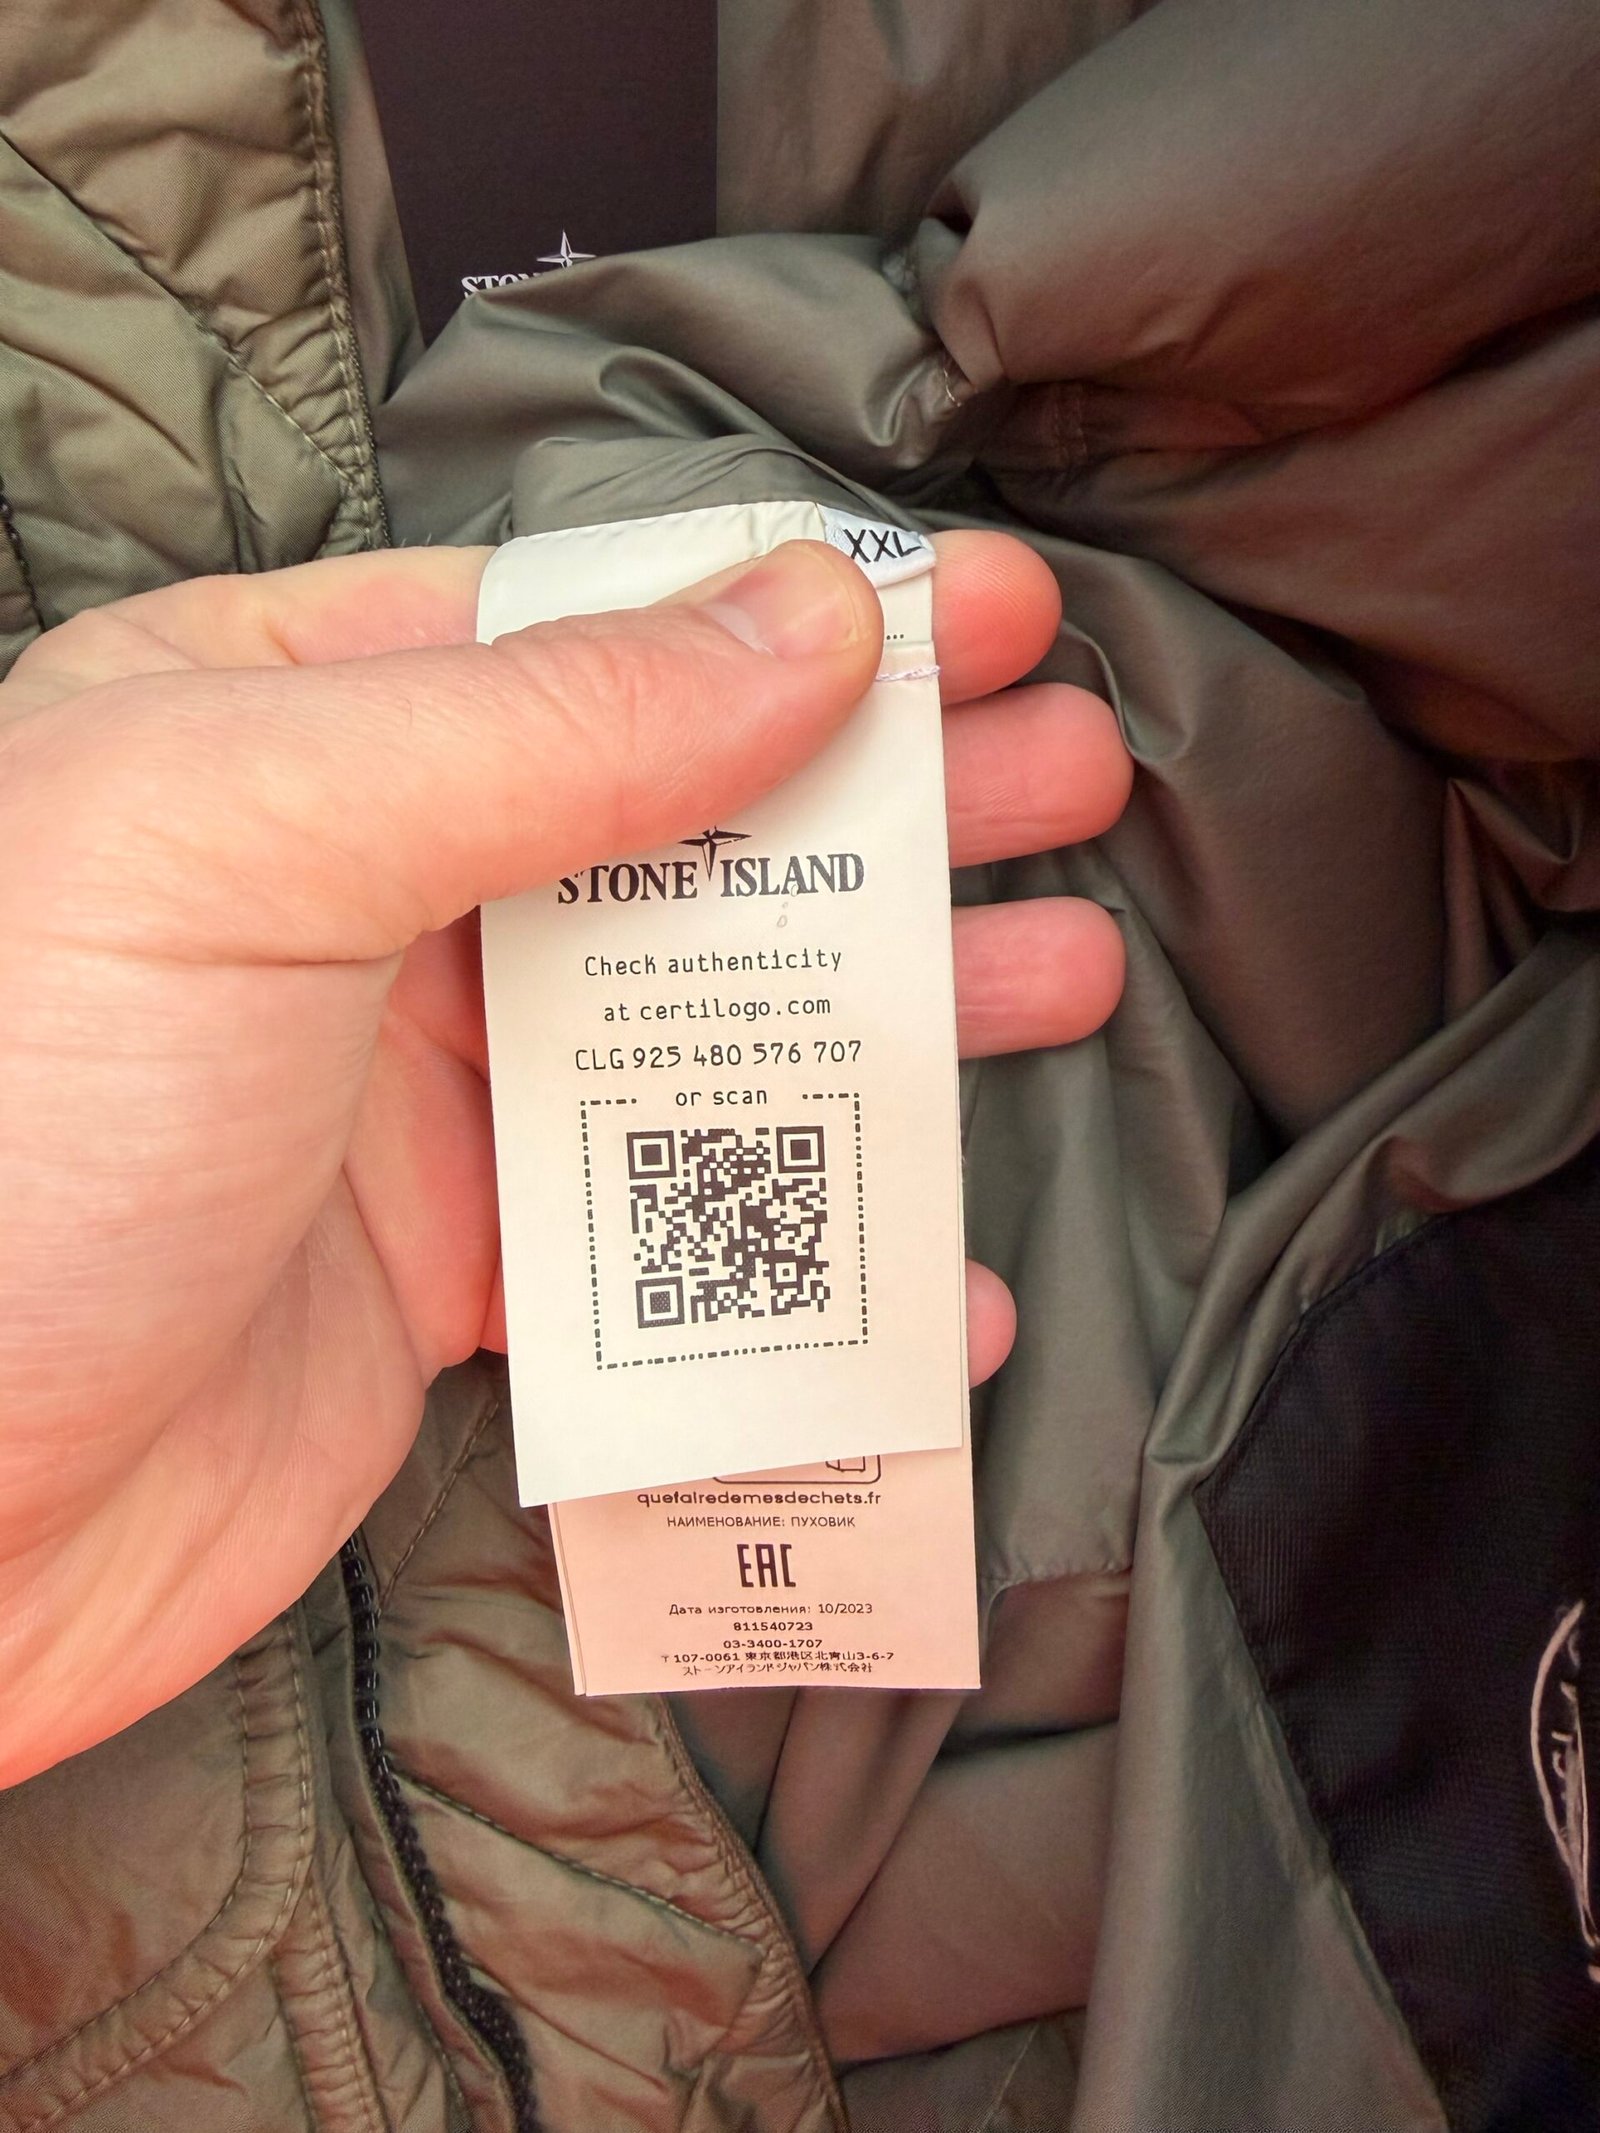 XXL
STONE ISLAND
Check authenticity
at certilogo.com
CLG 925 480 576 707
or scan
quefairedemesdechets.fr
НАИМЕНОВАНИЕ: ПУХОВИК
EAC
Дата изготовления: 10/2023
811540723
03-3400-1707
〒107-0061 東京都港区北青山3-6-7
ストーンアイランドジャパン株式会社